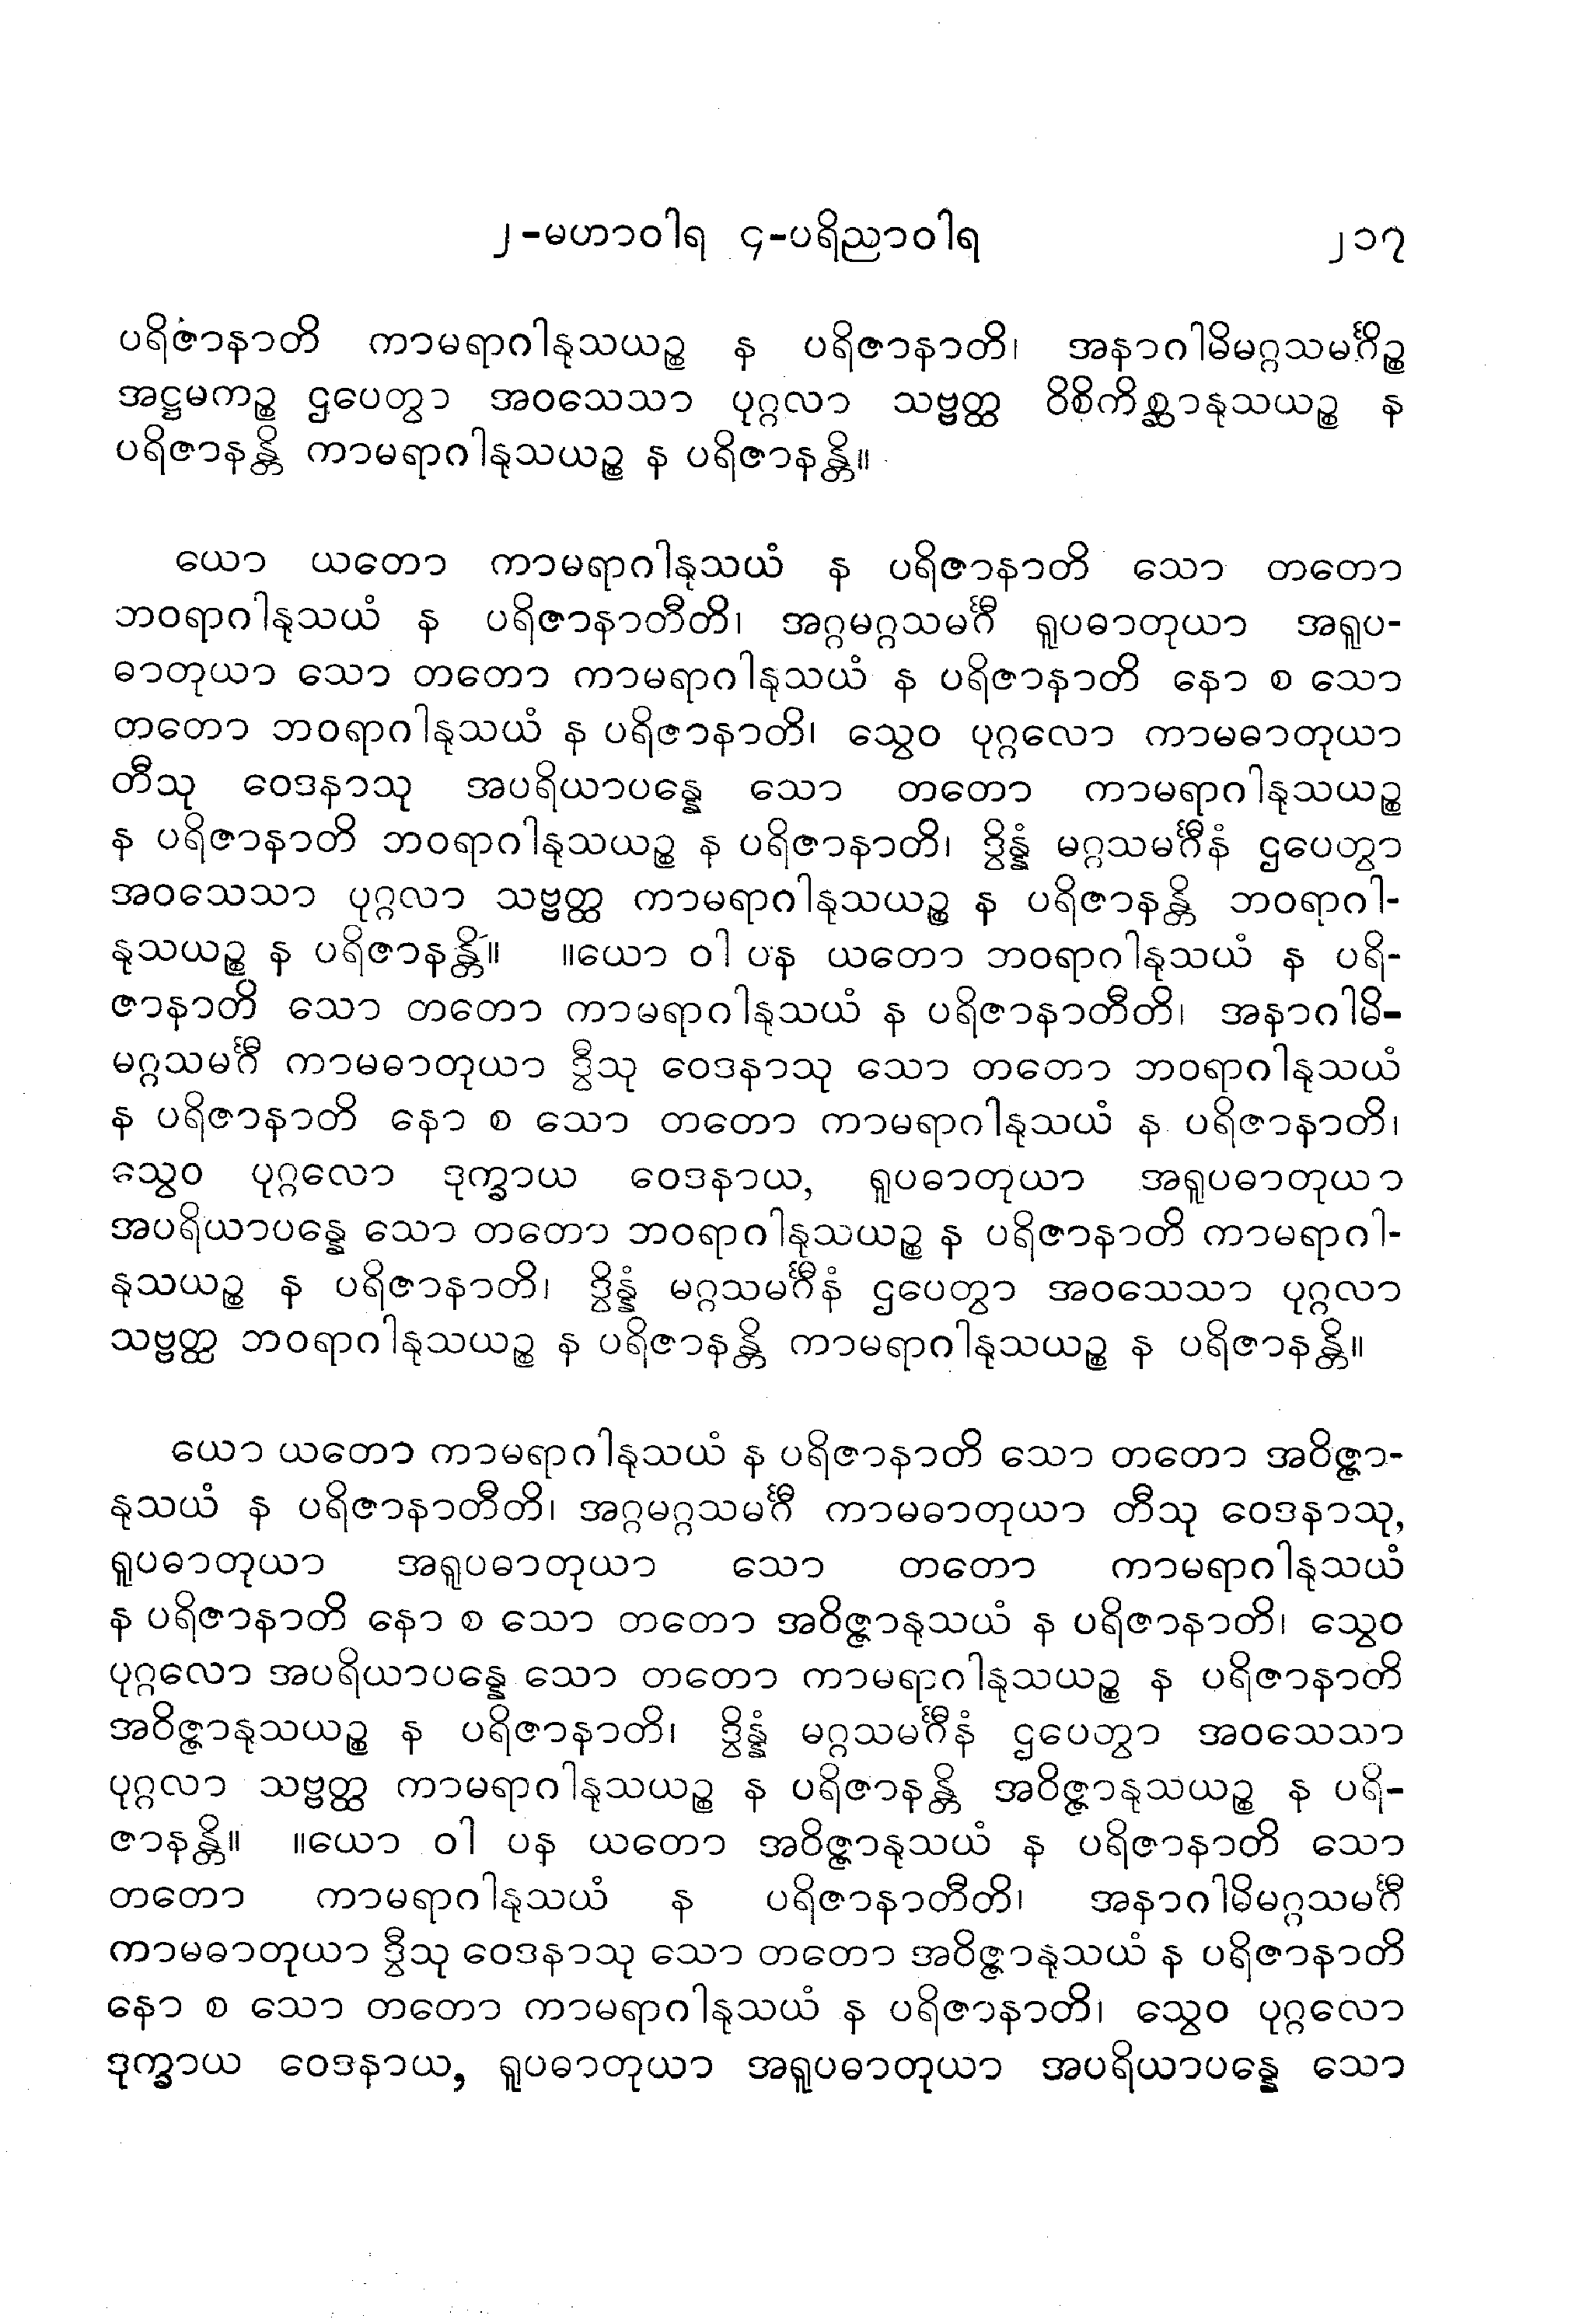 ၂-မဟာဝါရ ၄-ပရိညာဝါရ ၂၁၇
ပရိဇာနာတိ ကာမရာဂါနုသယဉ္စ န ပရိဇာနာတိ၊ အနာဂါမိမဂ္ဂသမင်္ဂိဉ္စ
အဋ္ဌမကဉ္စ ဌပေတွာ အဝသေသာ ပုဂ္ဂလာ သဗ္ဗတ္ထ ဝိစိကိစ္ဆာနုသယဉ္စ န
ပရိဇာနန္တိ ကာမရာဂါနုသယဉ္စ န ပရိဇာနန္တိ။
ယော ယတော ကာမရာဂါနုသယံ န ပရိဇာနာတိ သော တတော
ဘဝရာဂါနုသယံ န ပရိဇာနာတီတိ၊ အဂ္ဂမဂ္ဂသမင်္ဂီ ရူပဓာတုယာ အရူပ-
ဓာတုယာ သော တတော ကာမရာဂါနုသယံ န ပရိဇာနာတိ နော စ သော
တတော ဘဝရာဂါနုသယံ န ပရိဇာနာတိ၊ သွေဝ ပုဂ္ဂလော ကာမဓာတုယာ
တီသု ဝေဒနာသု အပရိယာပန္နေ သော တတော ကာမရာဂါနုသယဉ္စ
န ပရိဇာနာတိ ဘဝရာဂါနုသယဉ္စ န ပရိဇာနာတိ၊ ဒွိန္နံ မဂ္ဂသမင်္ဂီနံ ဌပေတွာ
အဝသေသာ ပုဂ္ဂလာ သဗ္ဗတ္ထ ကာမရာဂါနုသယဉ္စ န ပရိဇာနန္တိ ဘဝရာဂါ-
နုသယဉ္စ န ပရိဇာနန္တိ။ ။ယော ဝါ ပန ယတော ဘဝရာဂါနုသယံ န ပရိ-
ဇာနာတိ သော တတော ကာမရာဂါနုသယံ န ပရိဇာနာတီတိ၊ အနာဂါမိ-
မဂ္ဂသမင်္ဂီ ကာမဓာတုယာ ဒွီသု ဝေဒနာသု သော တတော ဘဝရာဂါနုသယံ
န ပရိဇာနာတိ နော စ သော တတော ကာမရာဂါနုသယံ န ပရိဇာနာတိ၊
သွေဝ ပုဂ္ဂလော ဒုက္ခာယ ဝေဒနာယ, ရူပဓာတုယာ အရူပဓာတုယာ
အပရိယာပန္နေ သော တတော ဘဝရာဂါနုသယဉ္စ န ပရိဇာနာတိ ကာမရာဂါ-
နုသယဉ္စ န ပရိဇာနာတိ၊ ဒွိန္နံ မဂ္ဂသမင်္ဂီနံ ဌပေတွာ အဝသေသာ ပုဂ္ဂလာ
သဗ္ဗတ္ထ ဘဝရာဂါနုသယဉ္စ န ပရိဇာနန္တိ ကာမရာဂါနုသယဉ္စ န ပရိဇာနန္တိ။
ယော ယတော ကာမရာဂါနုသယံ န ပရိဇာနာတိ သော တတော အဝိဇ္ဇာ-
နုသယံ န ပရိဇာနာတီတိ၊ အဂ္ဂမဂ္ဂသမင်္ဂီ ကာမဓာတုယာ တီသု ဝေဒနာသု,
ရူပဓာတုယာ အရူပဓာတုယာ သော တတော ကာမရာဂါနုသယံ
န ပရိဇာနာတိ နော စ သော တတော အဝိဇ္ဇာနုသယံ န ပရိဇာနာတိ၊ သွေဝ
ပုဂ္ဂလော အပရိယာပန္နေ သော တတော ကာမရာဂါနုသယဉ္စ န ပရိဇာနာတိ
အဝိဇ္ဇာနုသယဉ္စ န ပရိဇာနာတိ၊ ဒွိန္နံ မဂ္ဂသမင်္ဂီနံ ဌပေတွာ အဝသေသာ
ပုဂ္ဂလာ သဗ္ဗတ္ထ ကာမရာဂါနုသယဉ္စ န ပရိဇာနန္တိ အဝိဇ္ဇာနုသယဉ္စ န ပရိ-
ဇာနန္တိ။ ။ယော ဝါ ပန ယတော အဝိဇ္ဇာနုသယံ န ပရိဇာနာတိ သော
တတော ကာမရာဂါနုသယံ န ပရိဇာနာတီတိ၊ အနာဂါမိမဂ္ဂသမင်္ဂီ
ကာမဓာတုယာ ဒွီသု ဝေဒနာသု သော တတော အဝိဇ္ဇာနုသယံ န ပရိဇာနာတိ
နော စ သော တတော ကာမရာဂါနုသယံ န ပရိဇာနာတိ၊ သွေဝ ပုဂ္ဂလော
ဒုက္ခာယ ဝေဒနာယ, ရူပဓာတုယာ အရူပဓာတုယာ အပရိယာပန္နေ သော